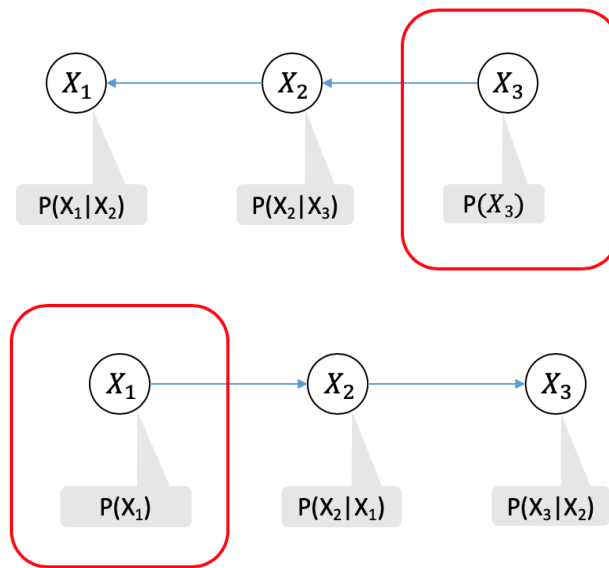 X₁ X₂ X₃
P(X₁|X₂) P(X₂|X₃) P(X₃)
X₁ X₂ X₃
P(X₁) P(X₂|X₁) P(X₃|X₂)